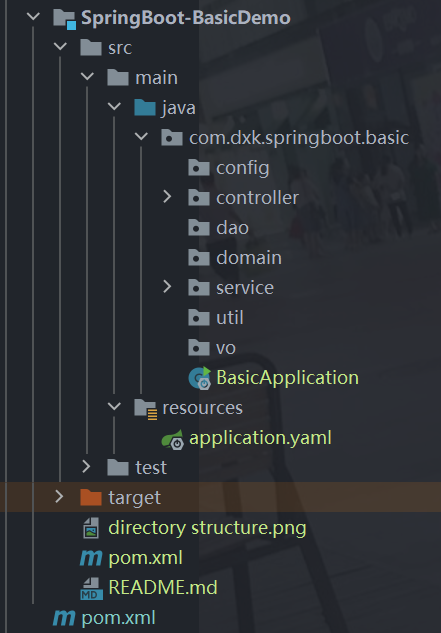 SpringBoot-BasicDemo
src
main
java
com.dxk.springboot.basic
config
controller
dao
domain
service
util
vo
BasicApplication
resources
application.yaml
test
target
directory structure.png
m pom.xml
MD README.md
m pom.xml